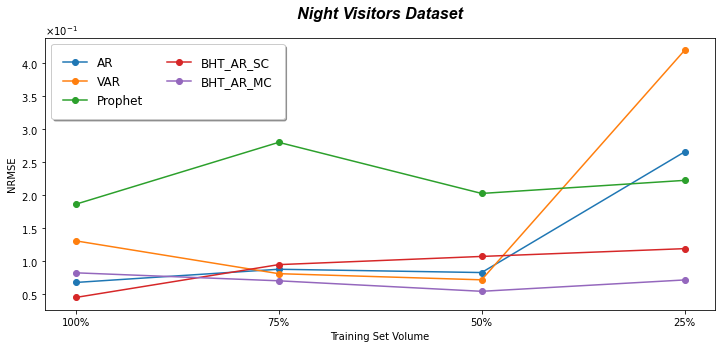 Night Visitors Dataset
×10⁻¹
AR
VAR
Prophet
BHT_AR_SC
BHT_AR_MC
4.0
3.5
3.0
2.5
2.0
1.5
1.0
0.5
NRMSE
100%
75%
50%
25%
Training Set Volume